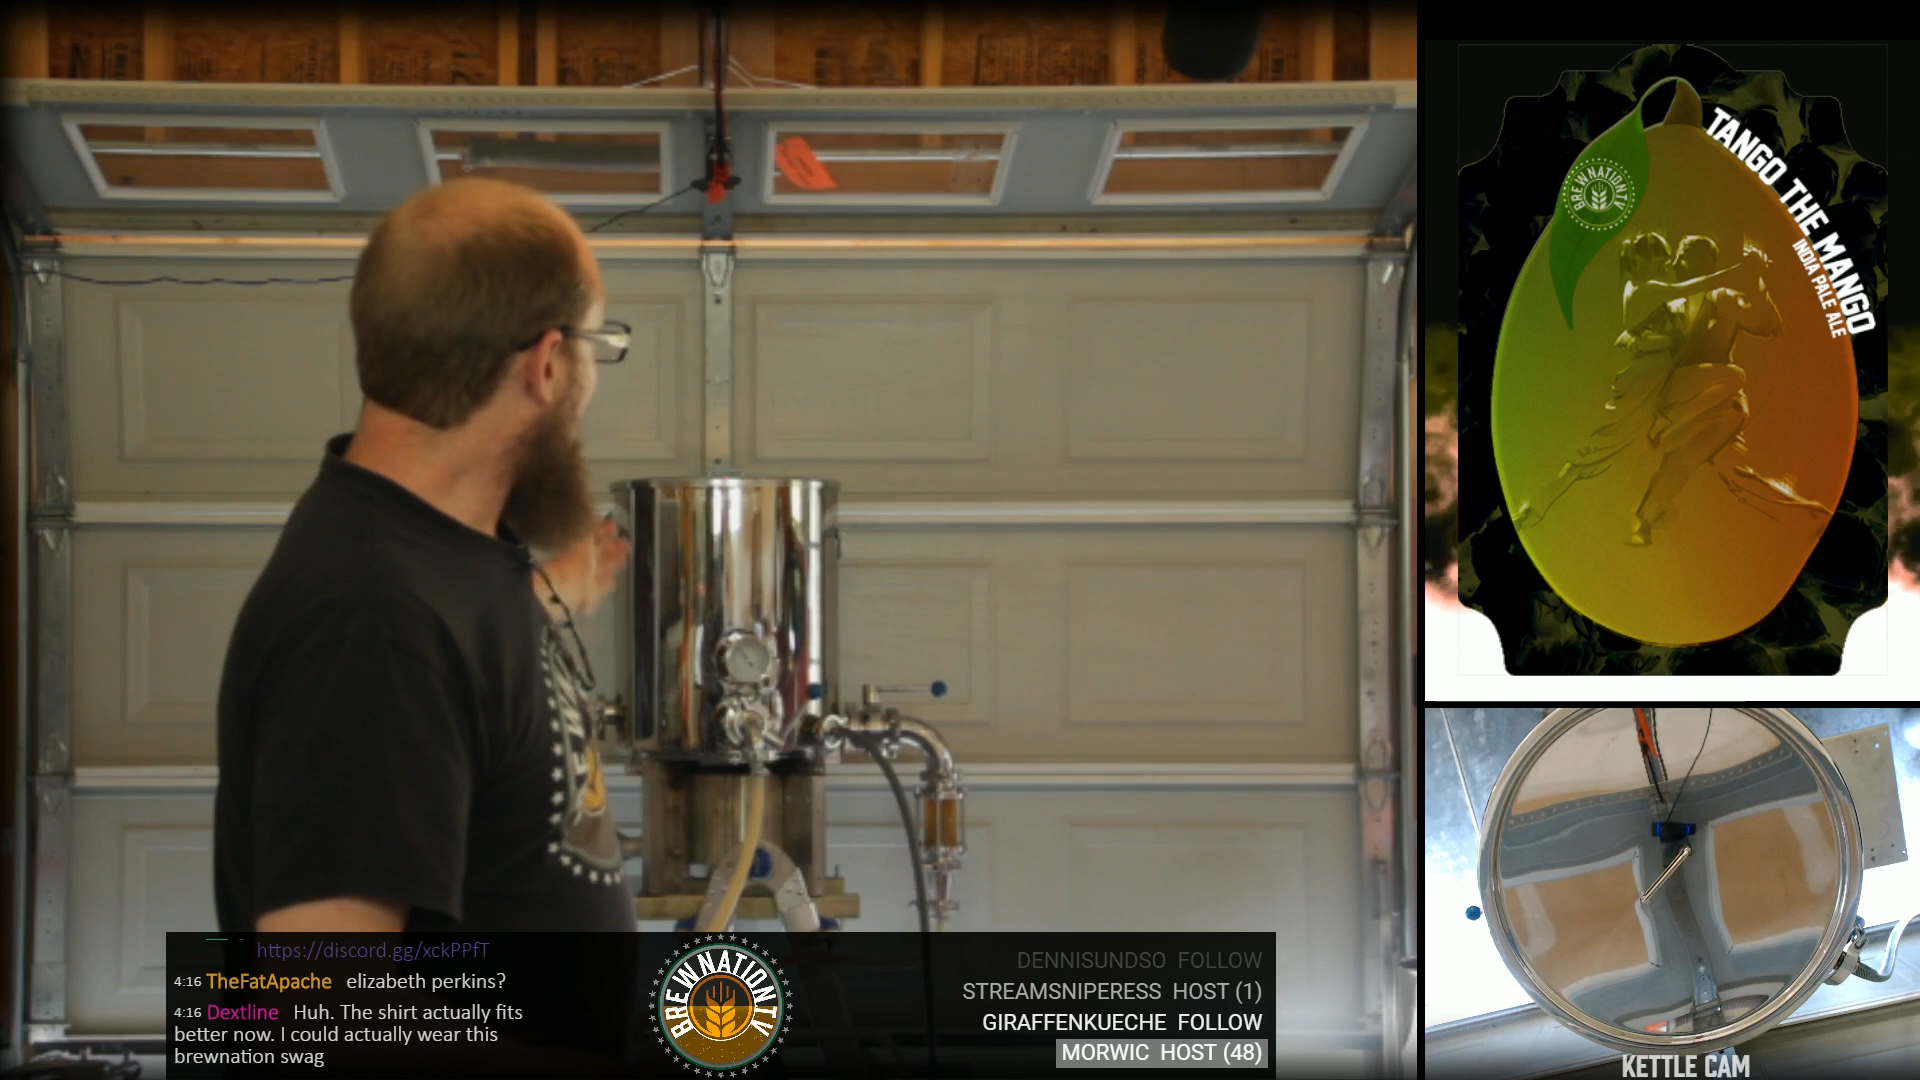 TANGO THE MANGO
INDIA PALE ALE
BREWNATIONTV
https://discord.gg/xckPPfT
4:16 TheFatApache elizabeth perkins?
4:16 Dextline Huh. The shirt actually fits
better now. I could actually wear this
brewnation swag
BREWNATIONTV
DENNISUNDSO FOLLOW
STREAMSNIPERESS HOST (1)
GIRAFFENKUECHE FOLLOW
MORWIC HOST (48)
KETTLE CAM